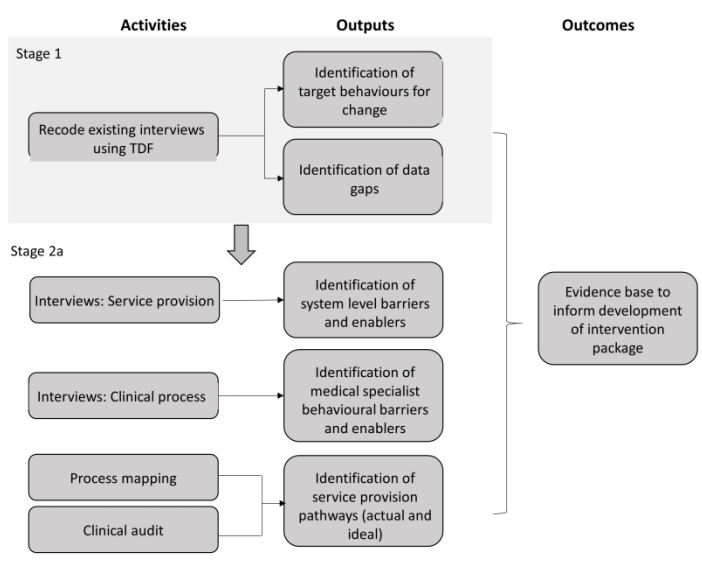 Activities
Outputs
Outcomes
Stage 1
Recode existing interviews
using TDF
Identification of
target behaviours for
change
Identification of data
gaps
Stage 2a
Interviews: Service provision
Identification of
system level barriers
and enablers
Interviews: Clinical process
Identification of
medical specialist
behavioural barriers
and enablers
Process mapping
Clinical audit
Identification of
service provision
pathways (actual and
ideal)
Evidence base to
inform development
of intervention
package